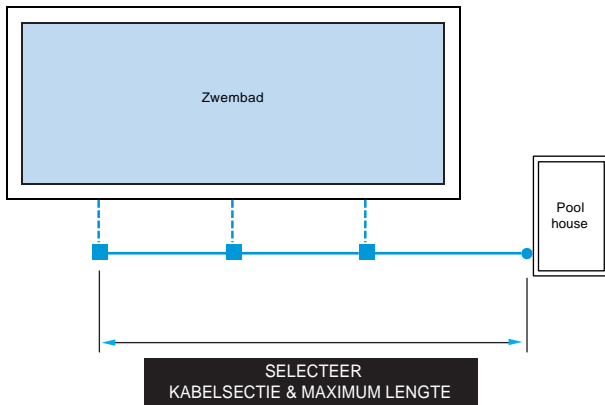 Zwembad
Pool
house
SELECTEER
KABELSECTIE & MAXIMUM LENGTE